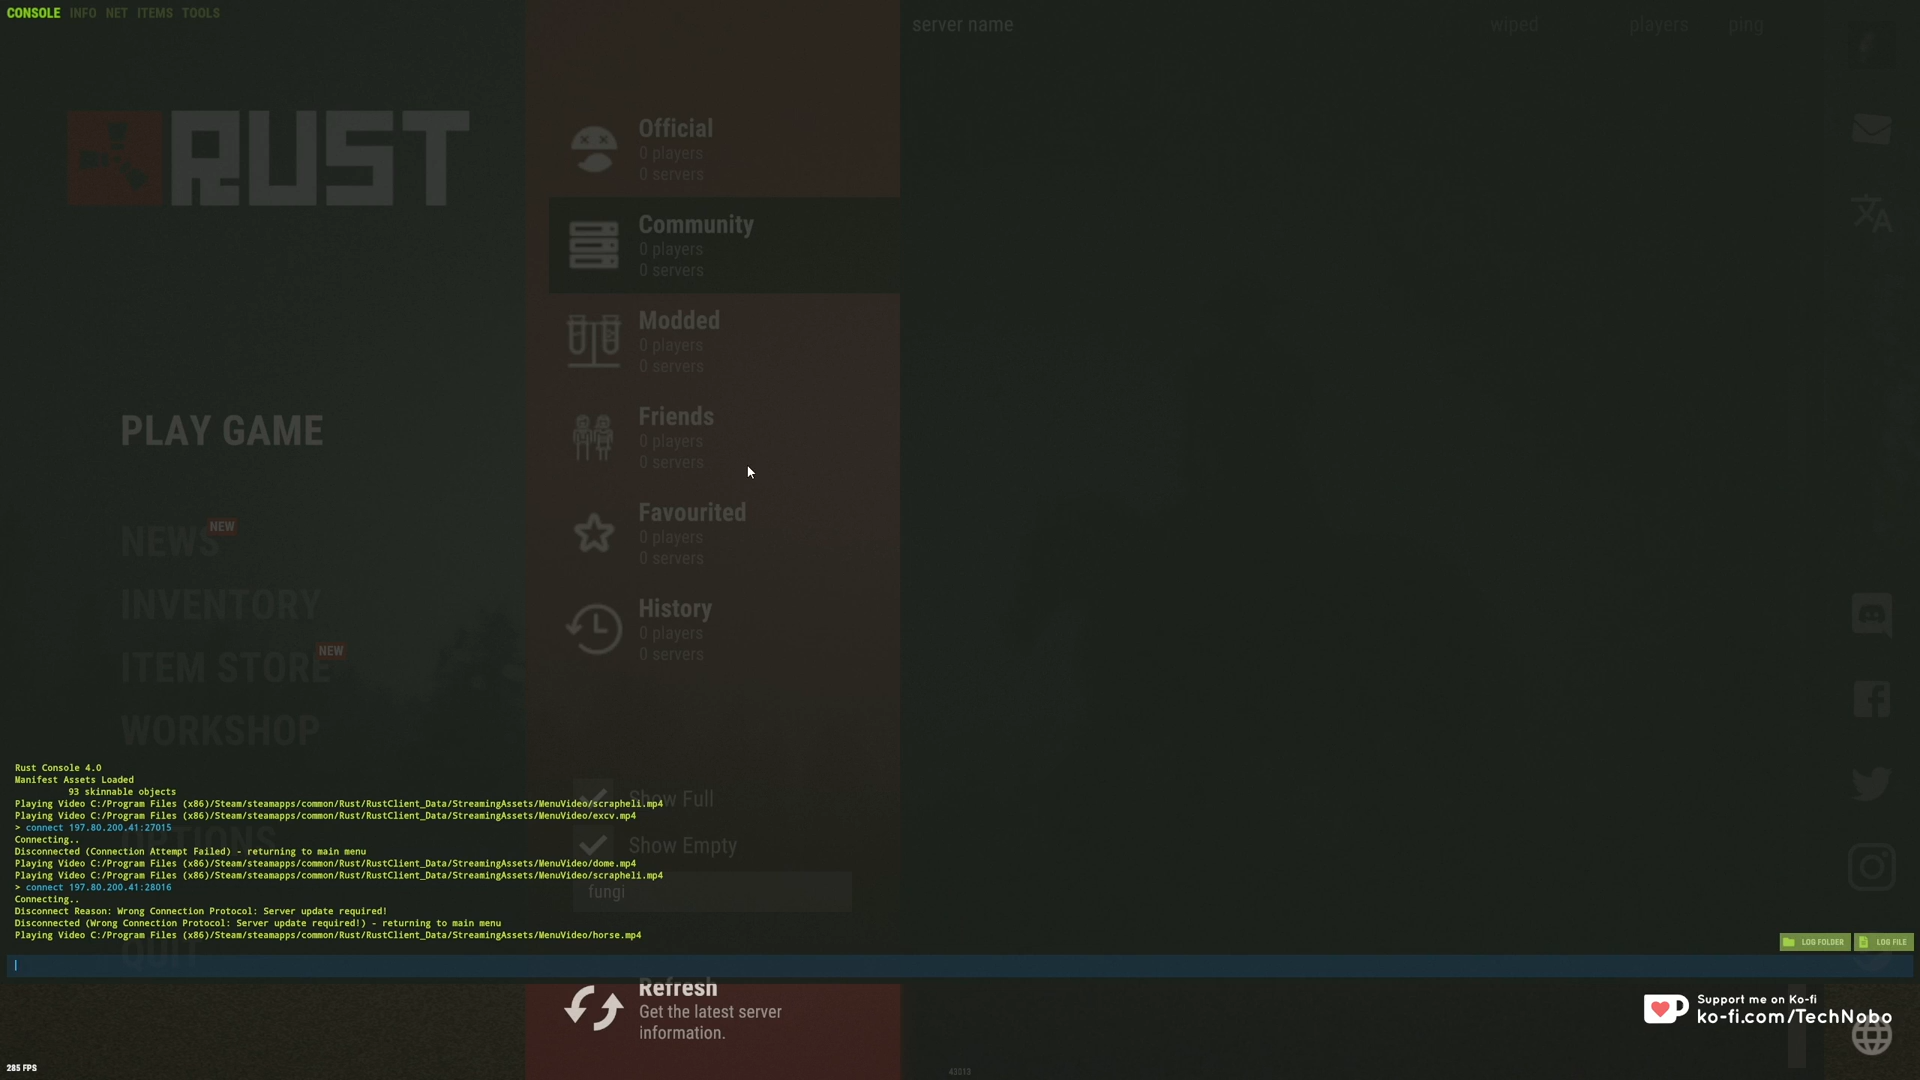 CONSOLE INFO NET ITEMS TOOLS
server name wiped players ping
RUST
Official
0 players
0 servers
Community
0 players
0 servers
Modded
0 players
0 servers
PLAY GAME
Friends
0 players
0 servers
Favourited
0 players
0 servers
NEWS NEW
INVENTORY
History
0 players
0 servers
ITEM STORE NEW
WORKSHOP
Rust Console 4.0
Manifest Assets Loaded
93 skinnable objects
Show Full
Playing Video C:/Program Files (x86)/Steam/steamapps/common/Rust/RustClient_Data/StreamingAssets/MenuVideo/scrapheli.mp4
Playing Video C:/Program Files (x86)/Steam/steamapps/common/Rust/RustClient_Data/StreamingAssets/MenuVideo/excv.mp4
> connect 197.80.200.41:27015
OPTIONS
Connecting..
Show Empty
Disconnected (Connection Attempt Failed) - returning to main menu
Playing Video C:/Program Files (x86)/Steam/steamapps/common/Rust/RustClient_Data/StreamingAssets/MenuVideo/dome.mp4
Playing Video C:/Program Files (x86)/Steam/steamapps/common/Rust/RustClient_Data/StreamingAssets/MenuVideo/scrapheli.mp4
> connect 197.80.200.41:28016
fungi
Connecting..
Disconnect Reason: Wrong Connection Protocol: Server update required!
Disconnected (Wrong Connection Protocol: Server update required!) - returning to main menu
Playing Video C:/Program Files (x86)/Steam/steamapps/common/Rust/RustClient_Data/StreamingAssets/MenuVideo/horse.mp4
LOG FOLDER LOG FILE
QUIT
Refresh
Get the latest server
information.
Support me on Ko-fi
ko-fi.com/TechNobo
285 FPS
43013